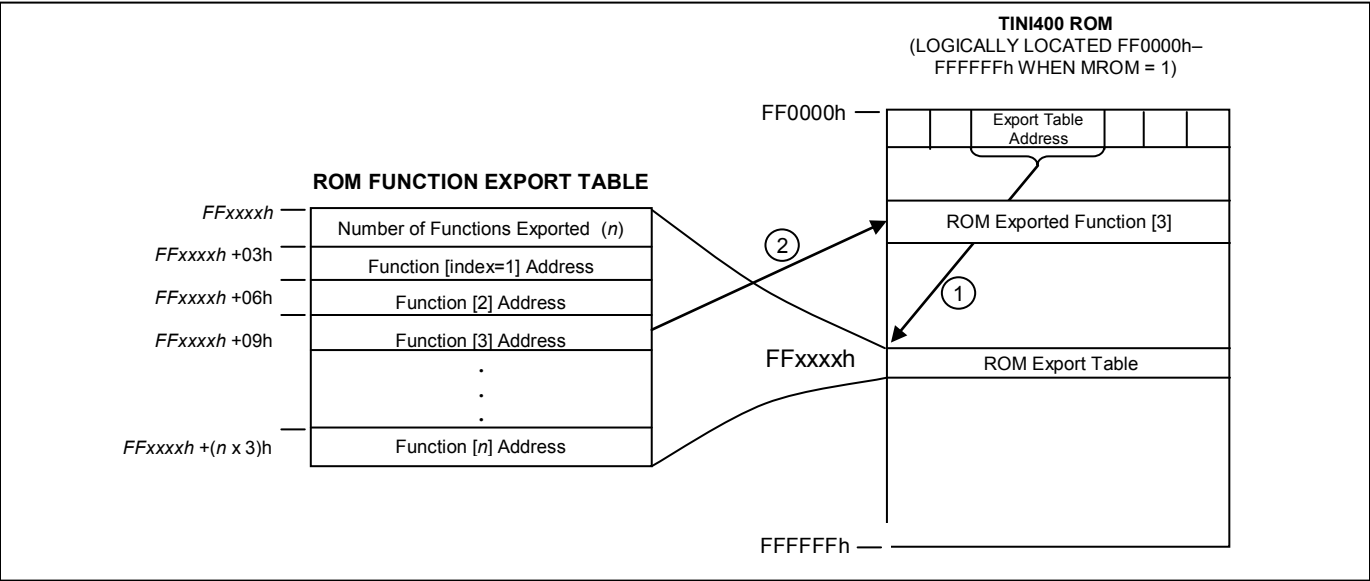 TINI400 ROM
(LOGICALLY LOCATED FF0000h–
FFFFFFh WHEN MROM = 1)
FF0000h
Export Table
Address
ROM FUNCTION EXPORT TABLE
FFxxxxh
Number of Functions Exported (n)
ROM Exported Function [3]
2
FFxxxxh +03h
Function [index=1] Address
FFxxxxh +06h
Function [2] Address
1
FFxxxxh +09h
Function [3] Address
FFxxxxh
ROM Export Table
.
.
.
FFxxxxh +(n x 3)h
Function [n] Address
FFFFFFh